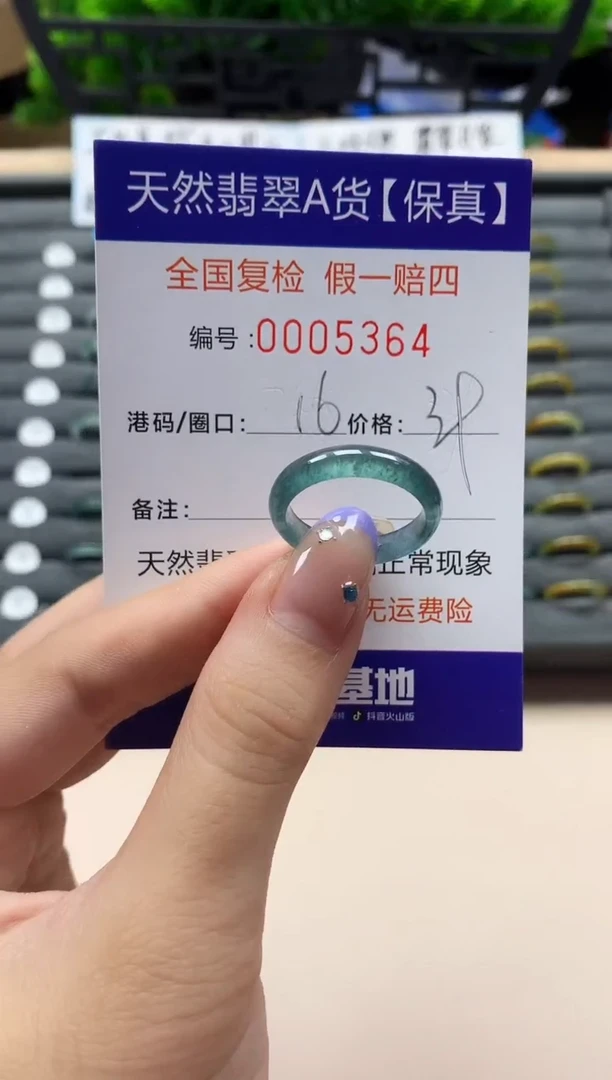 天然翡翠A货【保真】
全国复检 假一赔四
编号:0005364
港码/圈口: 16 价格:
备注:
天然翡 正常现象
无运费险
基地
抖音火山版